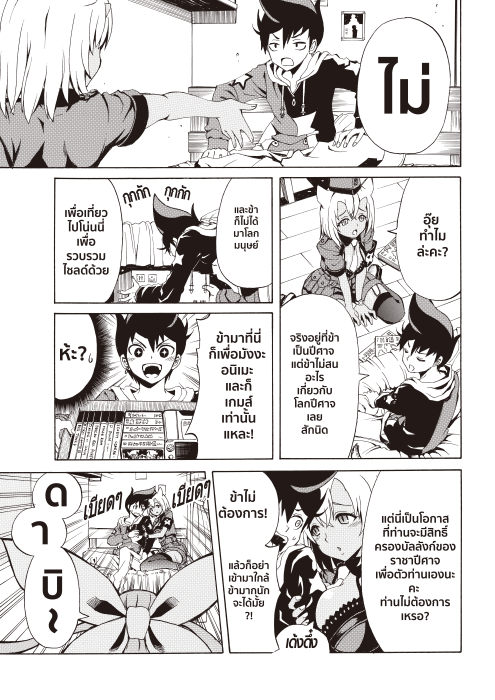 ไม่
อุ๊ย
ทำไม
ล่ะคะ?
จริงอยู่ที่ข้า
เป็นปีศาจ
แต่ข้าไม่สน
อะไร
เกี่ยวกับ
โลกปีศาจ
เลย
สักนิด
และข้า
ก็ไม่ได้
มาโลก
มนุษย์
กุกกัก
กุกกัก
เพื่อเที่ยว
ไปโน่นนี่
เพื่อ
รวบรวม
ไซลด์ด้วย
ข้ามาที่นี่
ก็เพื่อมังงะ
อนิเมะ
และก็
เกมส์
เท่านั้น
แหละ!
หะ้?
แต่นี่เป็นโอกาส
ที่ท่านจะมีสิทธิ์
ครองบัลลังก์ของ
ราชาปีศาจ
เพื่อตัวท่านเองนะ
คะ
ท่านไม่ต้องการ
เหรอ?
ข้าไม่
ต้องการ!
แล้วก็อย่า
เข้ามาใกล้
ข้ามากนัก
จะได้มั้ย
?!
เด้งดึ๋ง
เบียดๆ
เบียดๆ
ดาบิ~